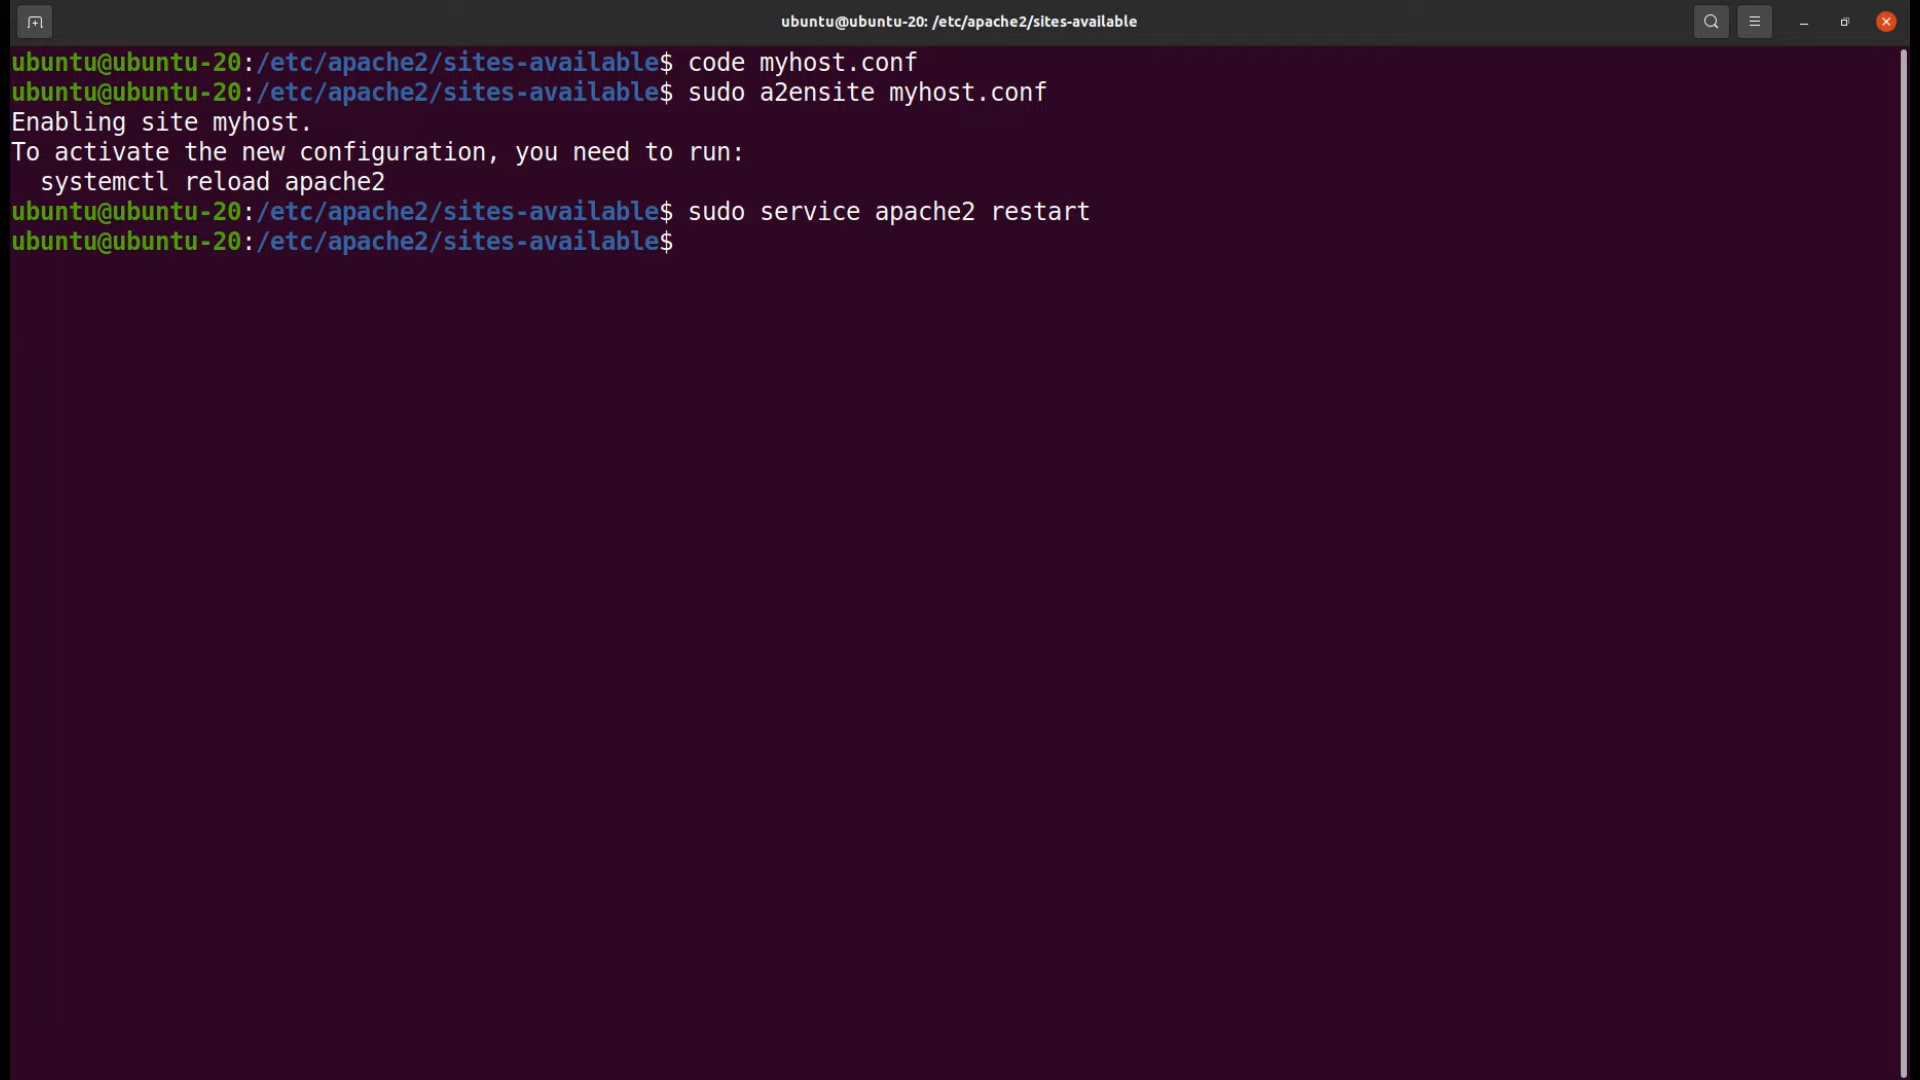 ubuntu@ubuntu-20: /etc/apache2/sites-available
ubuntu@ubuntu-20:/etc/apache2/sites-available$ code myhost.conf
ubuntu@ubuntu-20:/etc/apache2/sites-available$ sudo a2ensite myhost.conf
Enabling site myhost.
To activate the new configuration, you need to run:
  systemctl reload apache2
ubuntu@ubuntu-20:/etc/apache2/sites-available$ sudo service apache2 restart
ubuntu@ubuntu-20:/etc/apache2/sites-available$